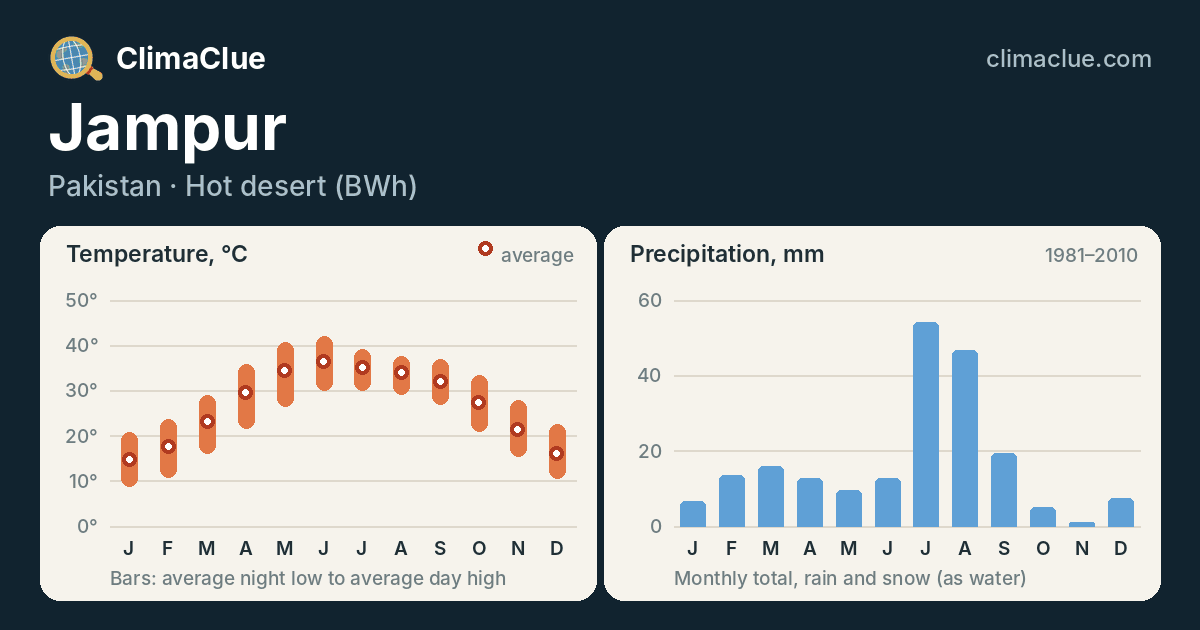 ClimaClue
climaclue.com
Jampur
Pakistan · Hot desert (BWh)
Temperature, °C
average
50°
40°
30°
20°
10°
0°
J F M A M J J A S O N D
Bars: average night low to average day high
Precipitation, mm
1981–2010
60
40
20
0
J F M A M J J A S O N D
Monthly total, rain and snow (as water)